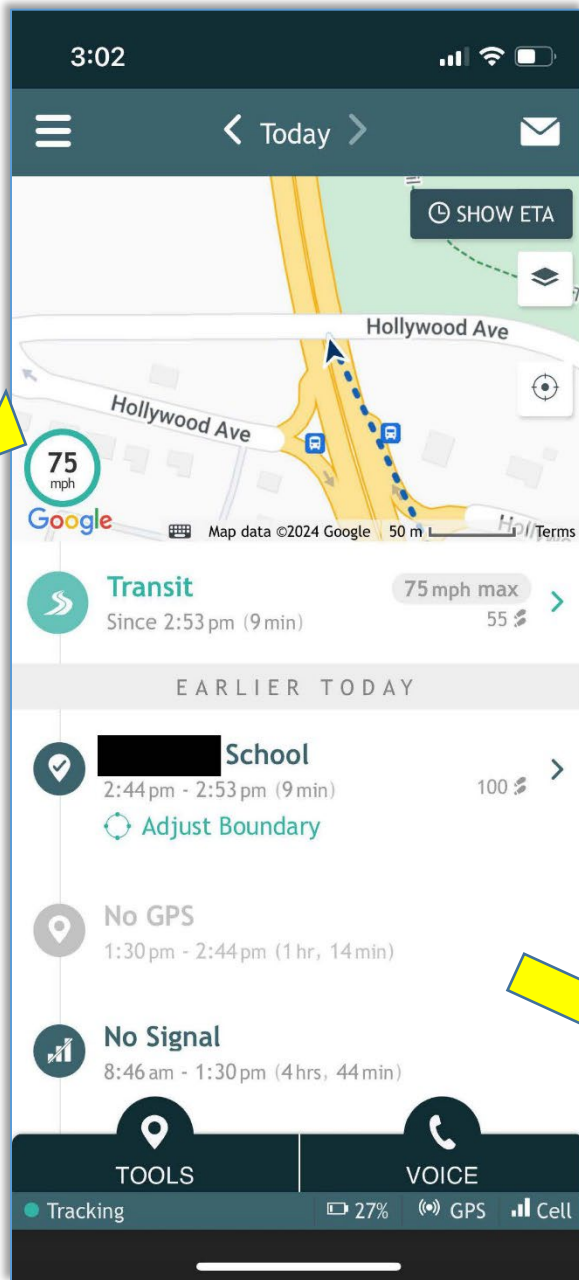 3:02
Today
SHOW ETA
Hollywood Ave
Hollywood Ave
75
mph
Google
Map data ©2024 Google 50 m Terms
Transit
75 mph max
Since 2:53 pm (9 min)
55
EARLIER TODAY
School
2:44 pm - 2:53 pm (9 min)
100
Adjust Boundary
No GPS
1:30 pm - 2:44 pm (1 hr, 14 min)
No Signal
8:46 am - 1:30 pm (4 hrs, 44 min)
TOOLS VOICE
Tracking 27% GPS Cell